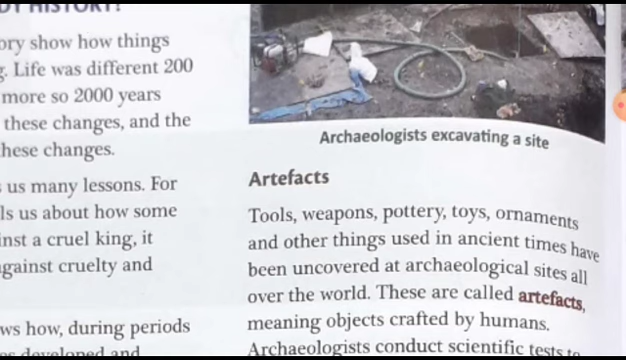 HISTORY?
ory show how things
g. Life was different 200
more so 2000 years
these changes, and the
hese changes.
us many lessons. For
ls us about how some
inst a cruel king, it
gainst cruelty and
ws how, during periods
developed and
Archaeologists excavating a site
Artefacts
Tools, weapons, pottery, toys, ornaments
and other things used in ancient times have
been uncovered at archaeological sites all
over the world. These are called artefacts,
meaning objects crafted by humans.
Archaeologists conduct scientific tests to